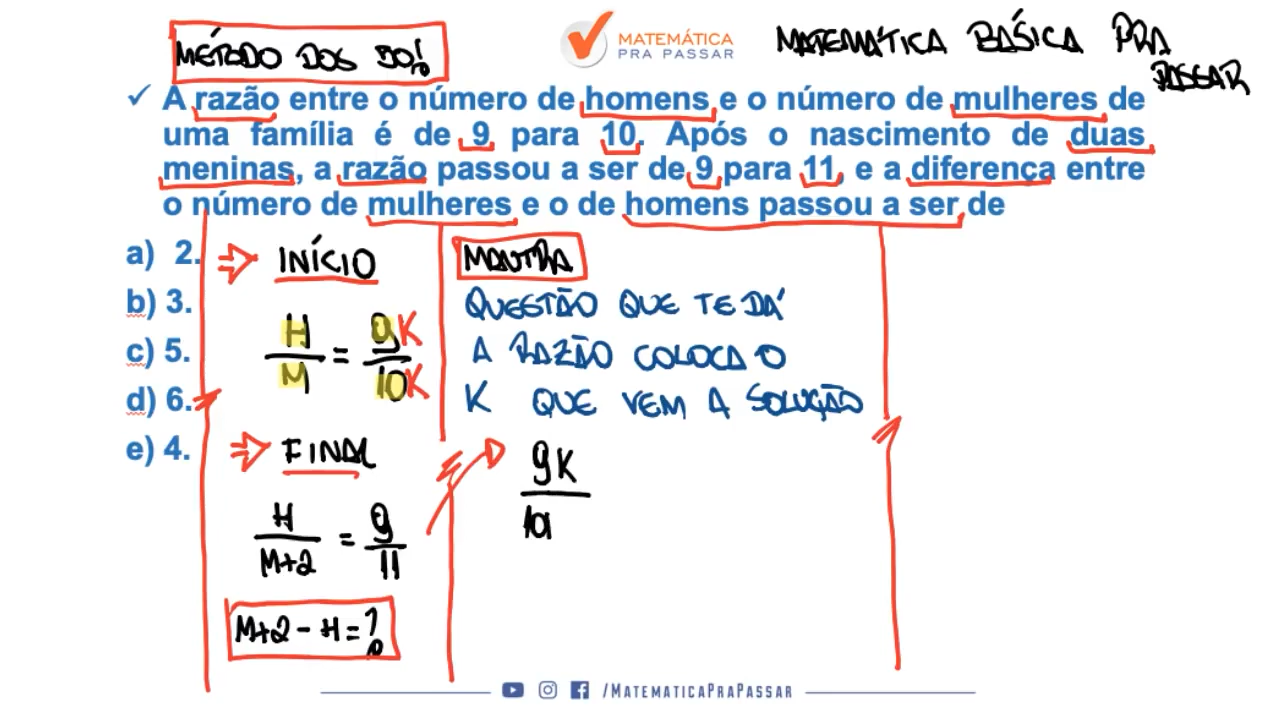 MÉTODO DOS
MATEMÁTICA
PRA PASSAR
MATEMÁTICA BÁSICA PRA
PASSAR
✓ A razão entre o número de homens e o número de mulheres de
uma família é de 9 para 10. Após o nascimento de duas
meninas, a razão passou a ser de 9 para 11, e a diferença entre
o número de mulheres e o de homens passou a ser de
a) 2.
b) 3.
c) 5.
d) 6.
e) 4.
⇒ INÍCIO
H/M = 9K/10K
⇒ FINAL
H/M+2 = 9/11
M+2 - H = ?
MANTRA
QUESTÃO QUE TE DÁ
A RAZÃO COLOCA O
K QUE VEM A SOLUÇÃO
9K
/MATEMATICAPRAPASSAR